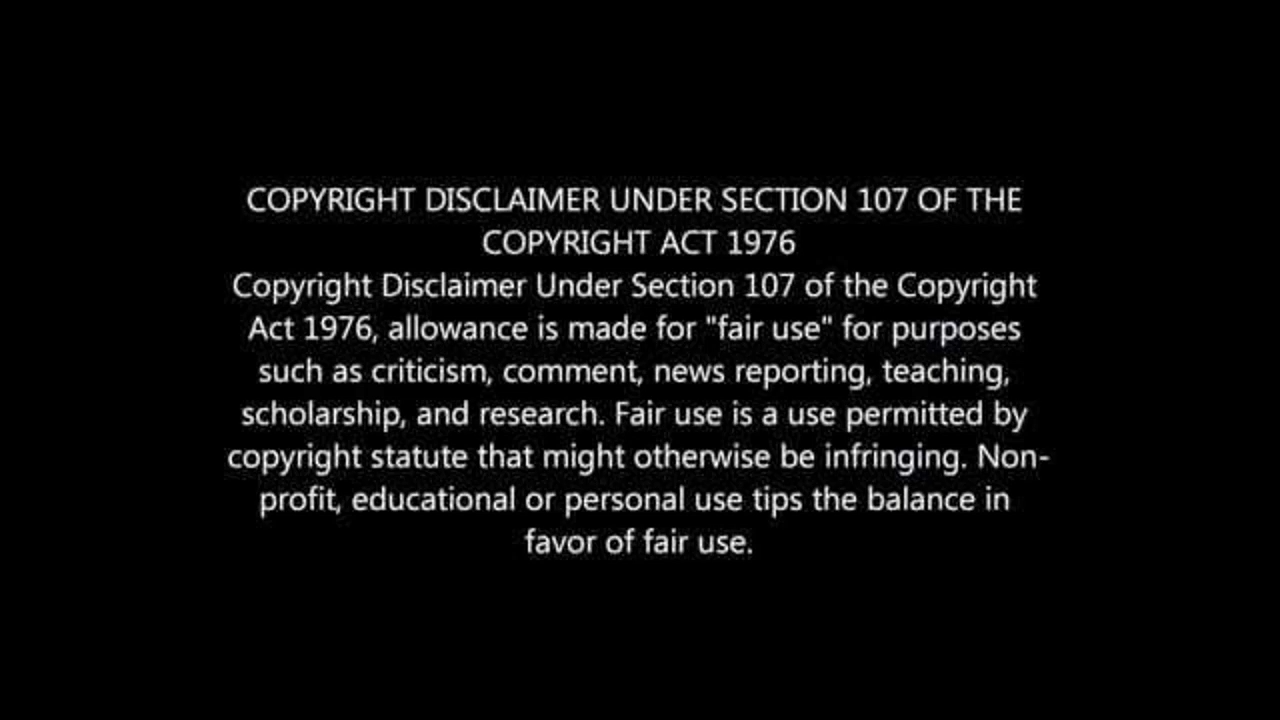 COPYRIGHT DISCLAIMER UNDER SECTION 107 OF THE
COPYRIGHT ACT 1976
Copyright Disclaimer Under Section 107 of the Copyright
Act 1976, allowance is made for "fair use" for purposes
such as criticism, comment, news reporting, teaching,
scholarship, and research. Fair use is a use permitted by
copyright statute that might otherwise be infringing. Non-
profit, educational or personal use tips the balance in
favor of fair use.